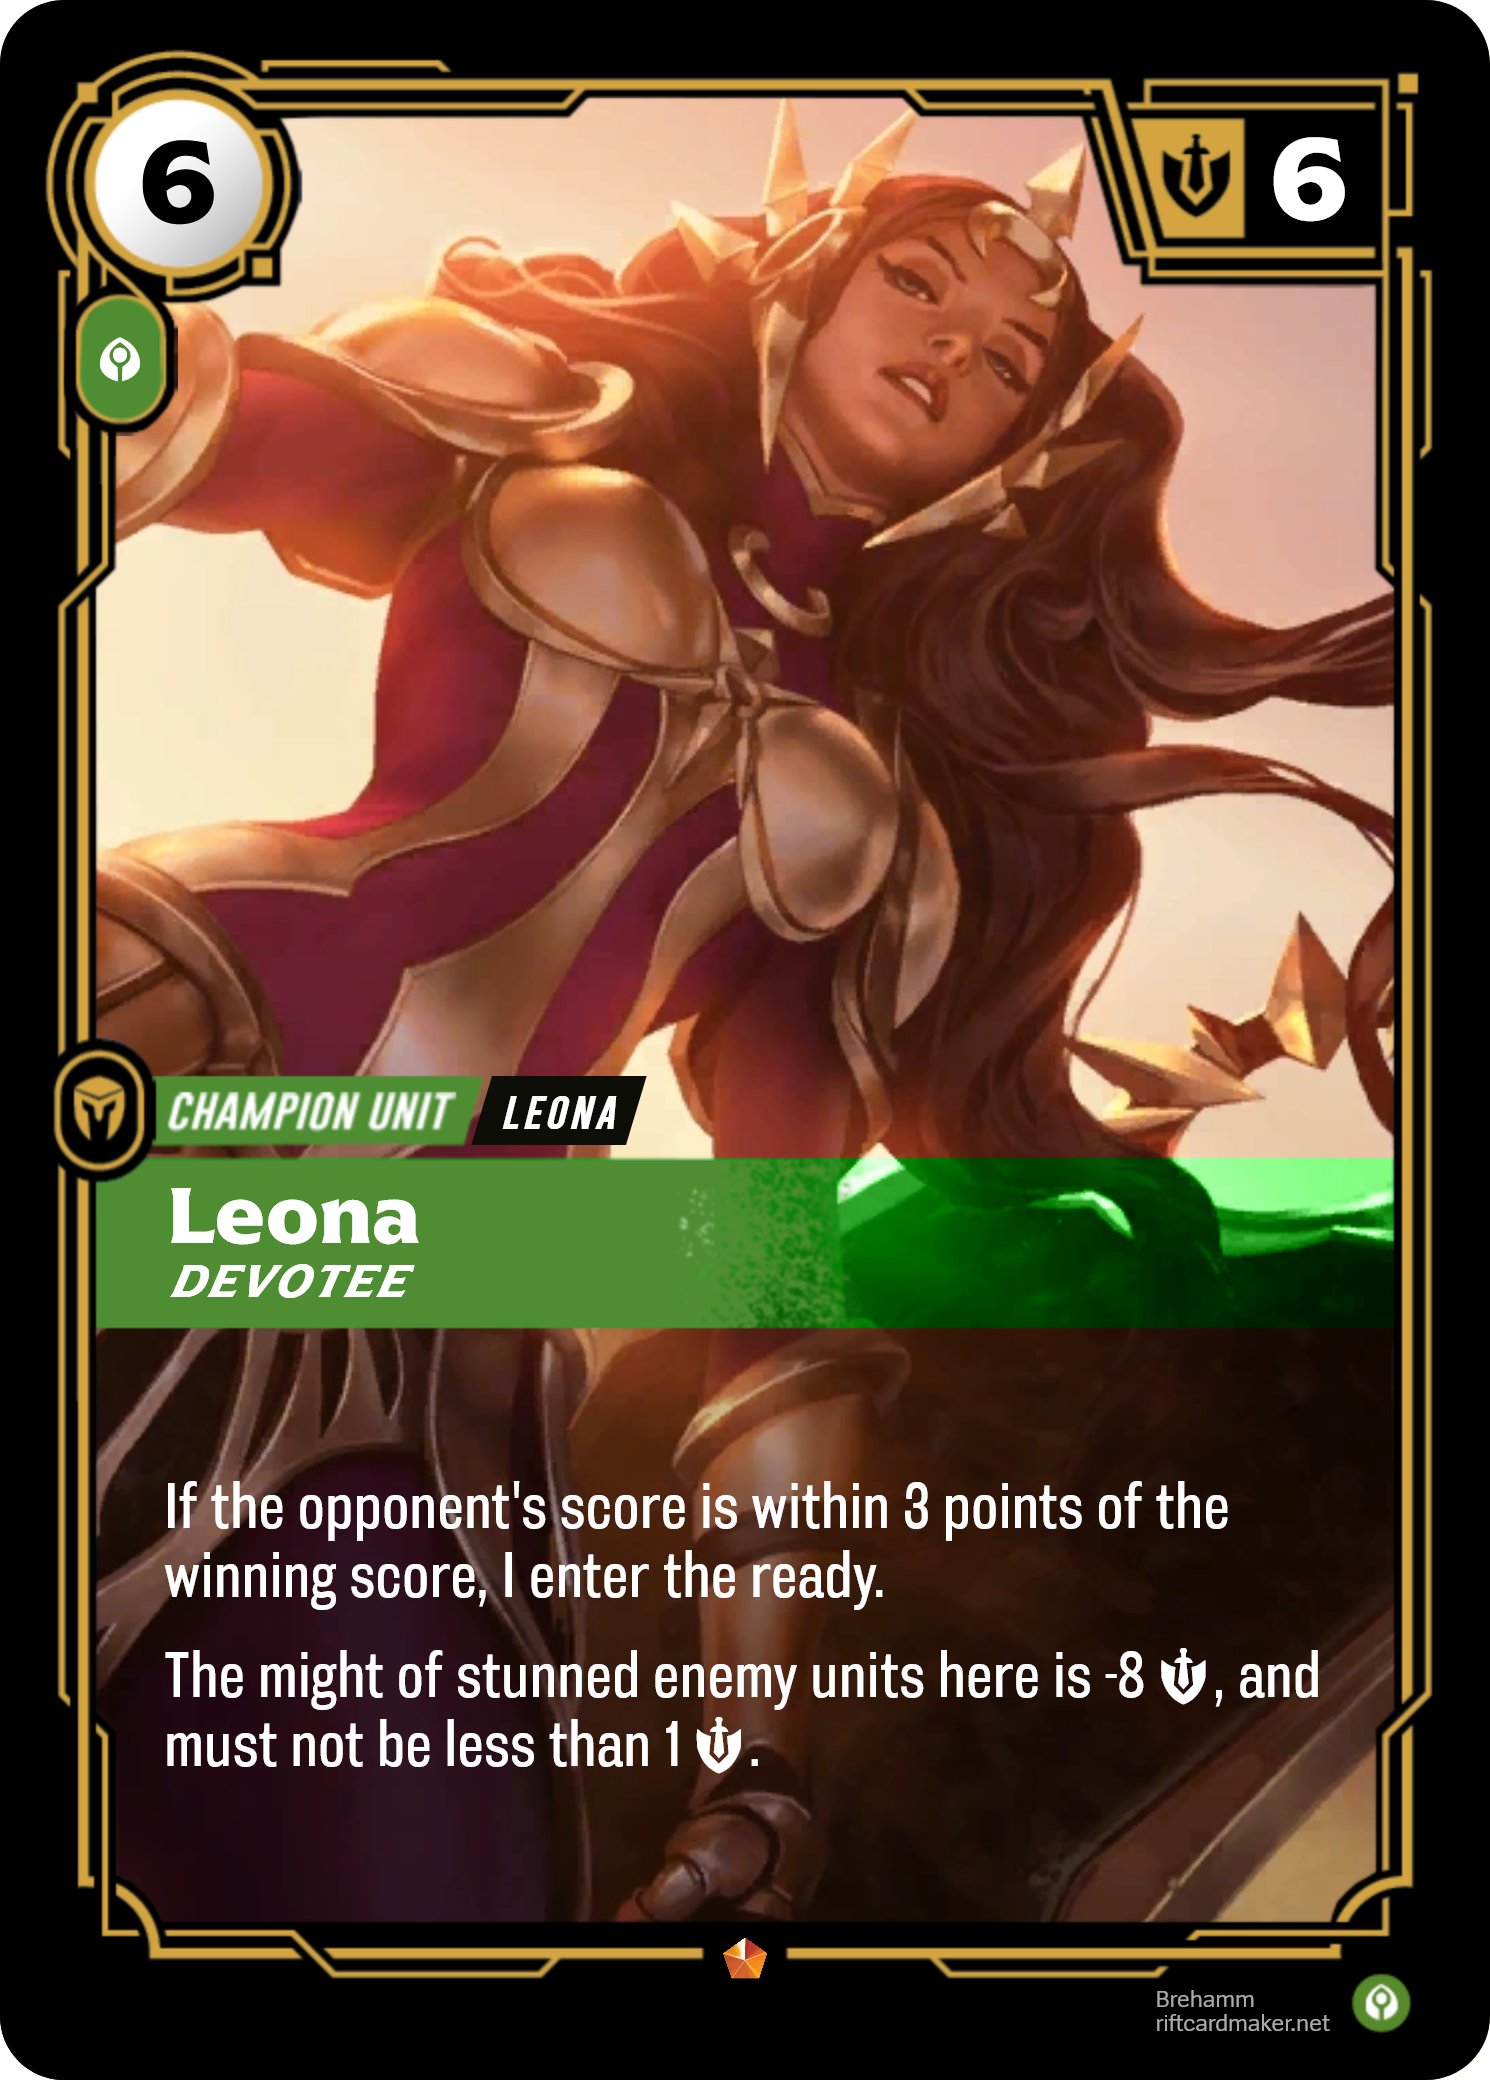 6
6
CHAMPION UNIT
LEONA
Leona
DEVOTEE
If the opponent's score is within 3 points of the
winning score, I enter the ready.
The might of stunned enemy units here is -8 , and
must not be less than 1 .
Brehamm
riftcardmaker.net